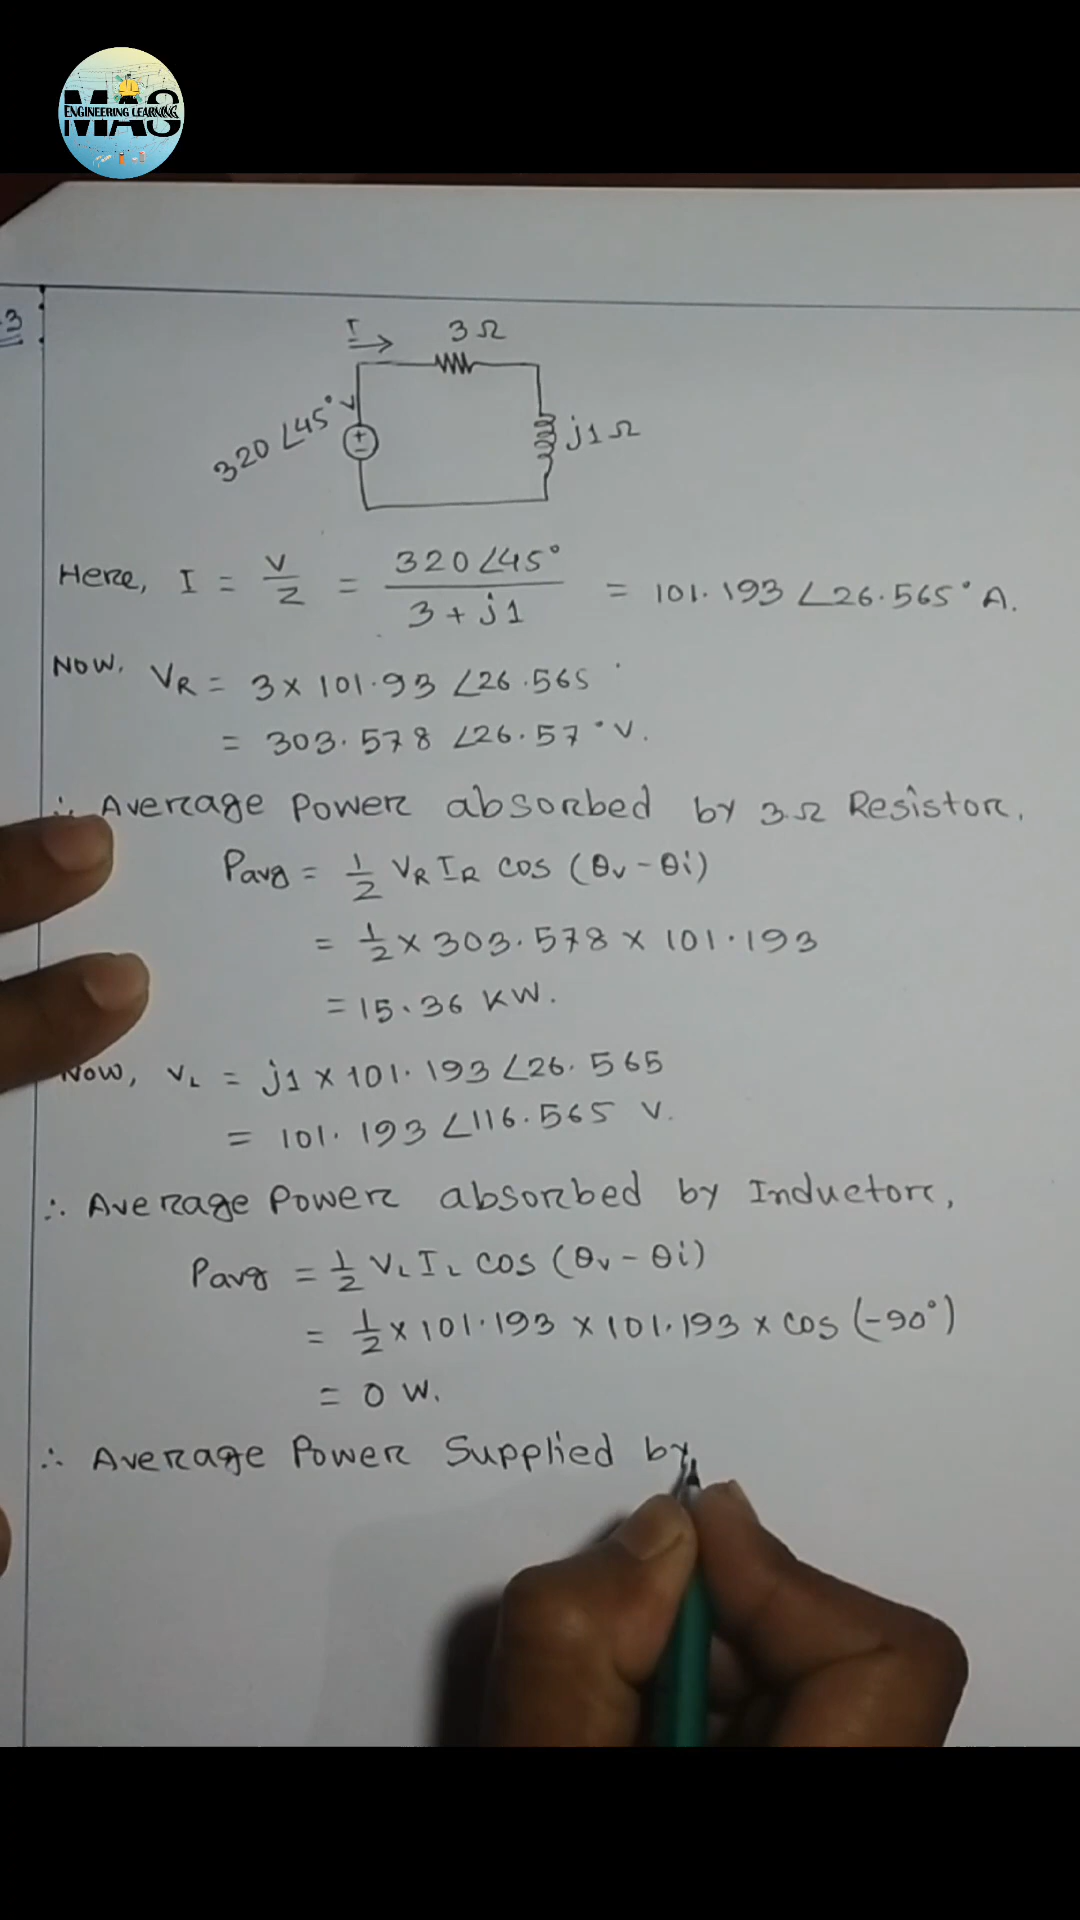 MAS
ENGINEERING LEARNING
3
I
3Ω
320 ∠45° V
+
-
j1Ω
Here, I = V/Z = 320∠45°/3 + j1 = 101.193 ∠26.565° A.
Now, VR = 3 × 101.93 ∠26.565°
= 303.578 ∠26.57° V.
∴ Average Power absorbed by 3Ω Resistor,
Pavg = 1/2 VR IR cos (θv - θi)
= 1/2 × 303.578 × 101.193
= 15.36 KW.
Now, VL = j1 × 101.193 ∠26.565
= 101.193 ∠116.565 V.
∴ Average Power absorbed by Inductor,
Pavg = 1/2 VL IL cos (θv - θi)
= 1/2 × 101.193 × 101.193 × cos (-90°)
= 0 W.
∴ Average Power Supplied by